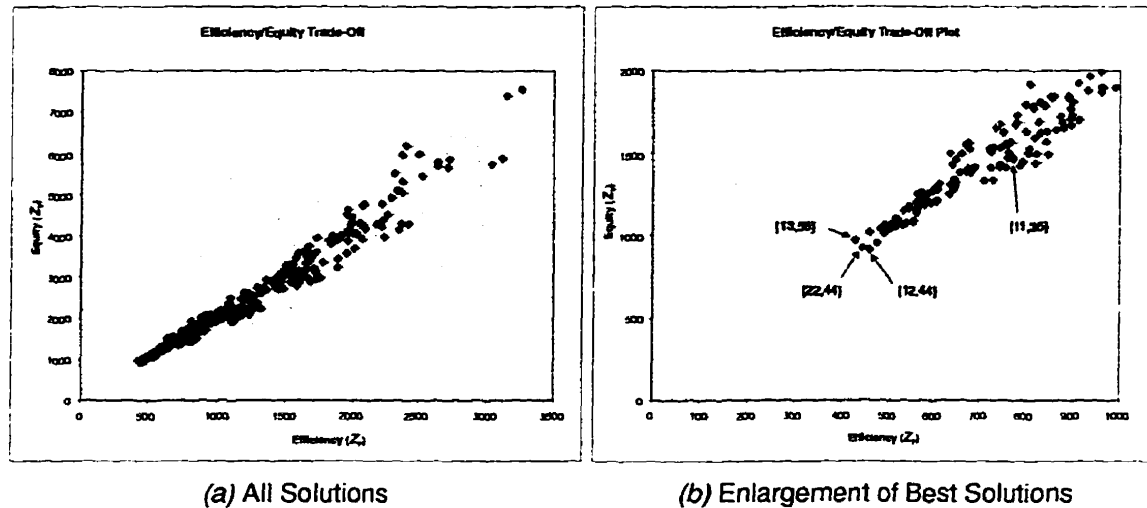 Efficiency/Equity Trade-Off
8000
7000
6000
5000
4000
3000
2000
1000
0
Equity (Z
0 500 1000 1500 2000 2500 3000 3500
Efficiency (Z
(a) All Solutions
Efficiency/Equity Trade-Off Plot
2000
1500
1000
500
0
Equity (Z
{11,35}
{22,44}
{12,44}
0 100 200 300 400 500 600 700 800 900 1000
Efficiency (Z
(b) Enlargement of Best Solutions